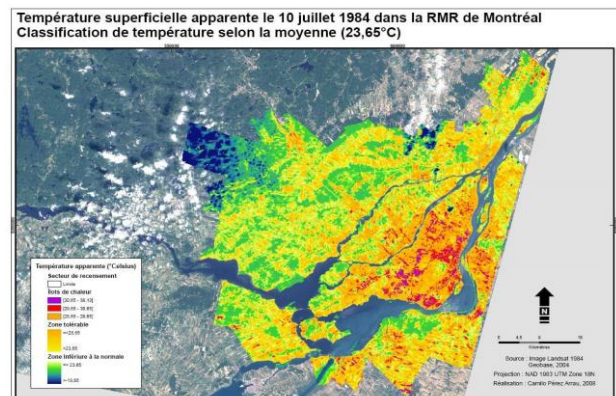 Température superficielle apparente le 10 juillet 1984 dans la RMR de Montréal
Classification de température selon la moyenne (23,65°C)
Température apparente (°Celsius)
Secteur de recensement
Limite
Îlots de chaleur
Zone tolérable
Zone inférieure à la normale
N
Kilomètres
Source : Image Landsat 1984
Geobase, 2004
Projection : NAD 1983 UTM Zone 18N
Réalisation : Camilo Pérez Arrau, 2008